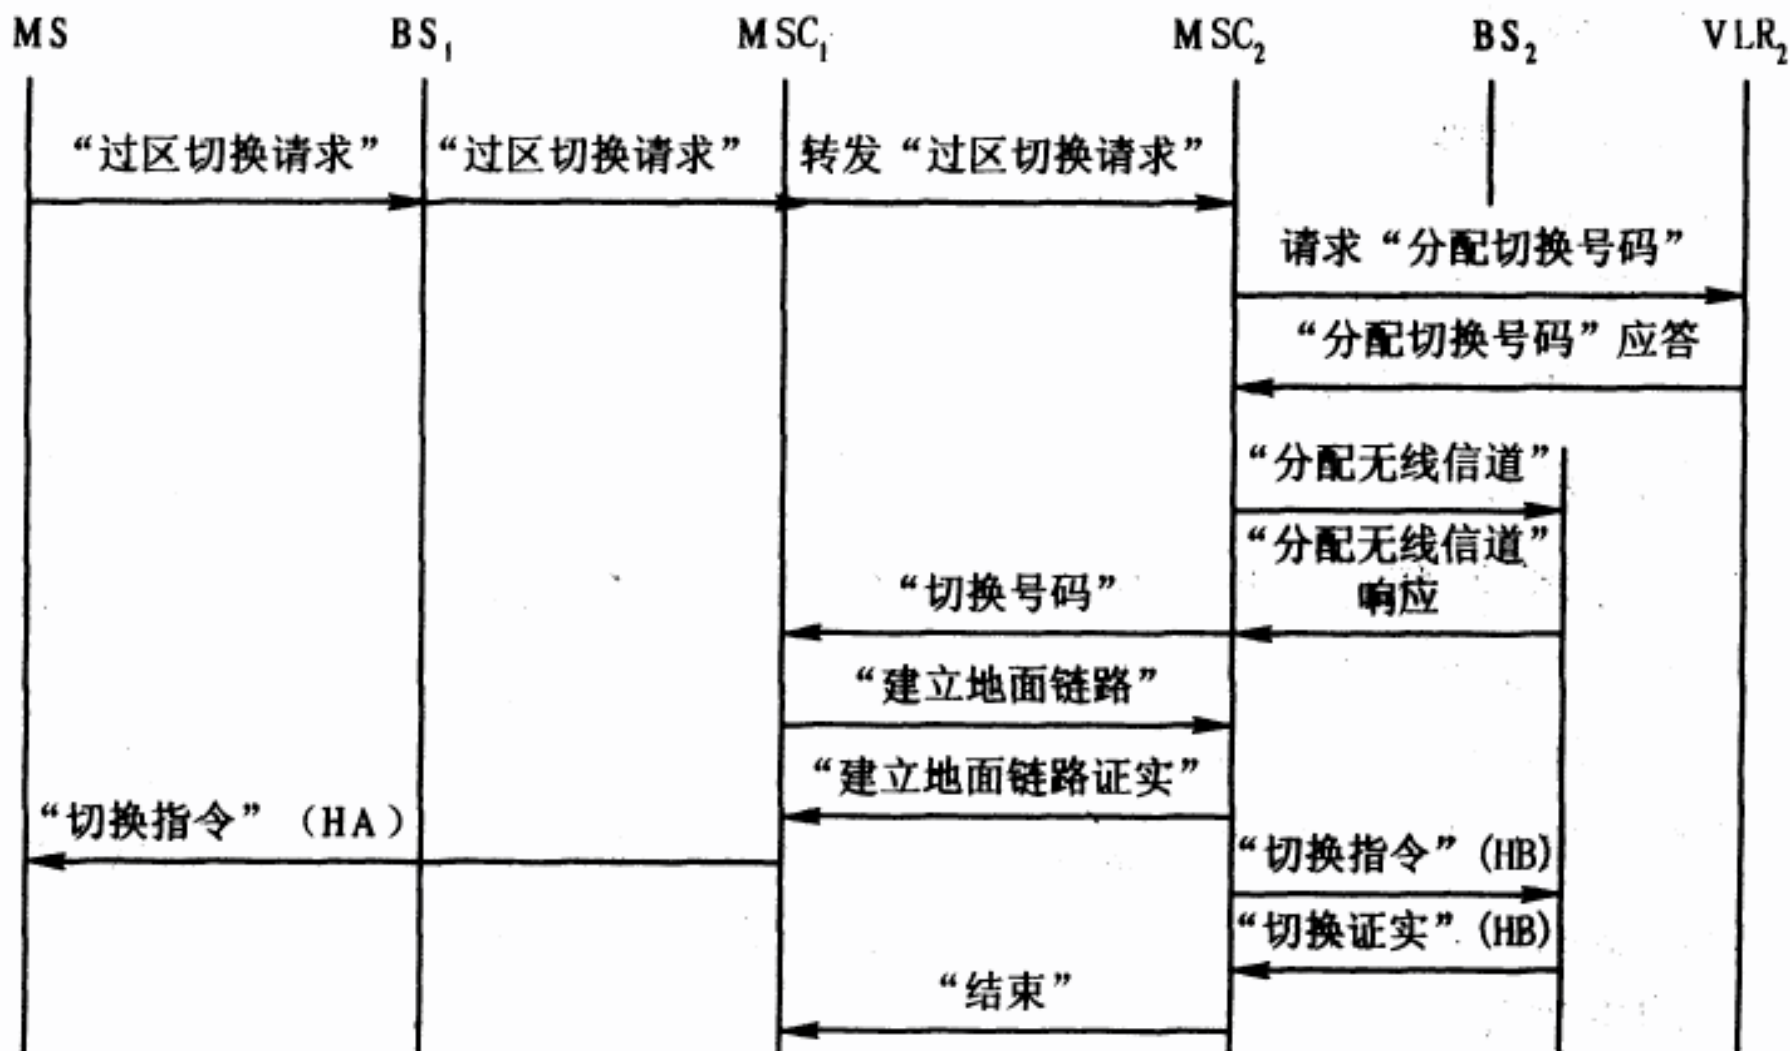 MS BS₁ MSC₁ MSC₂ BS₂ VLR₂
“过区切换请求” “过区切换请求” 转发“过区切换请求”
请求“分配切换号码”
“分配切换号码”应答
“分配无线信道”
“分配无线信道”
响应
“切换号码”
“建立地面链路”
“建立地面链路证实”
“切换指令”（HA）
“切换指令”(HB)
“切换证实”(HB)
“结束”